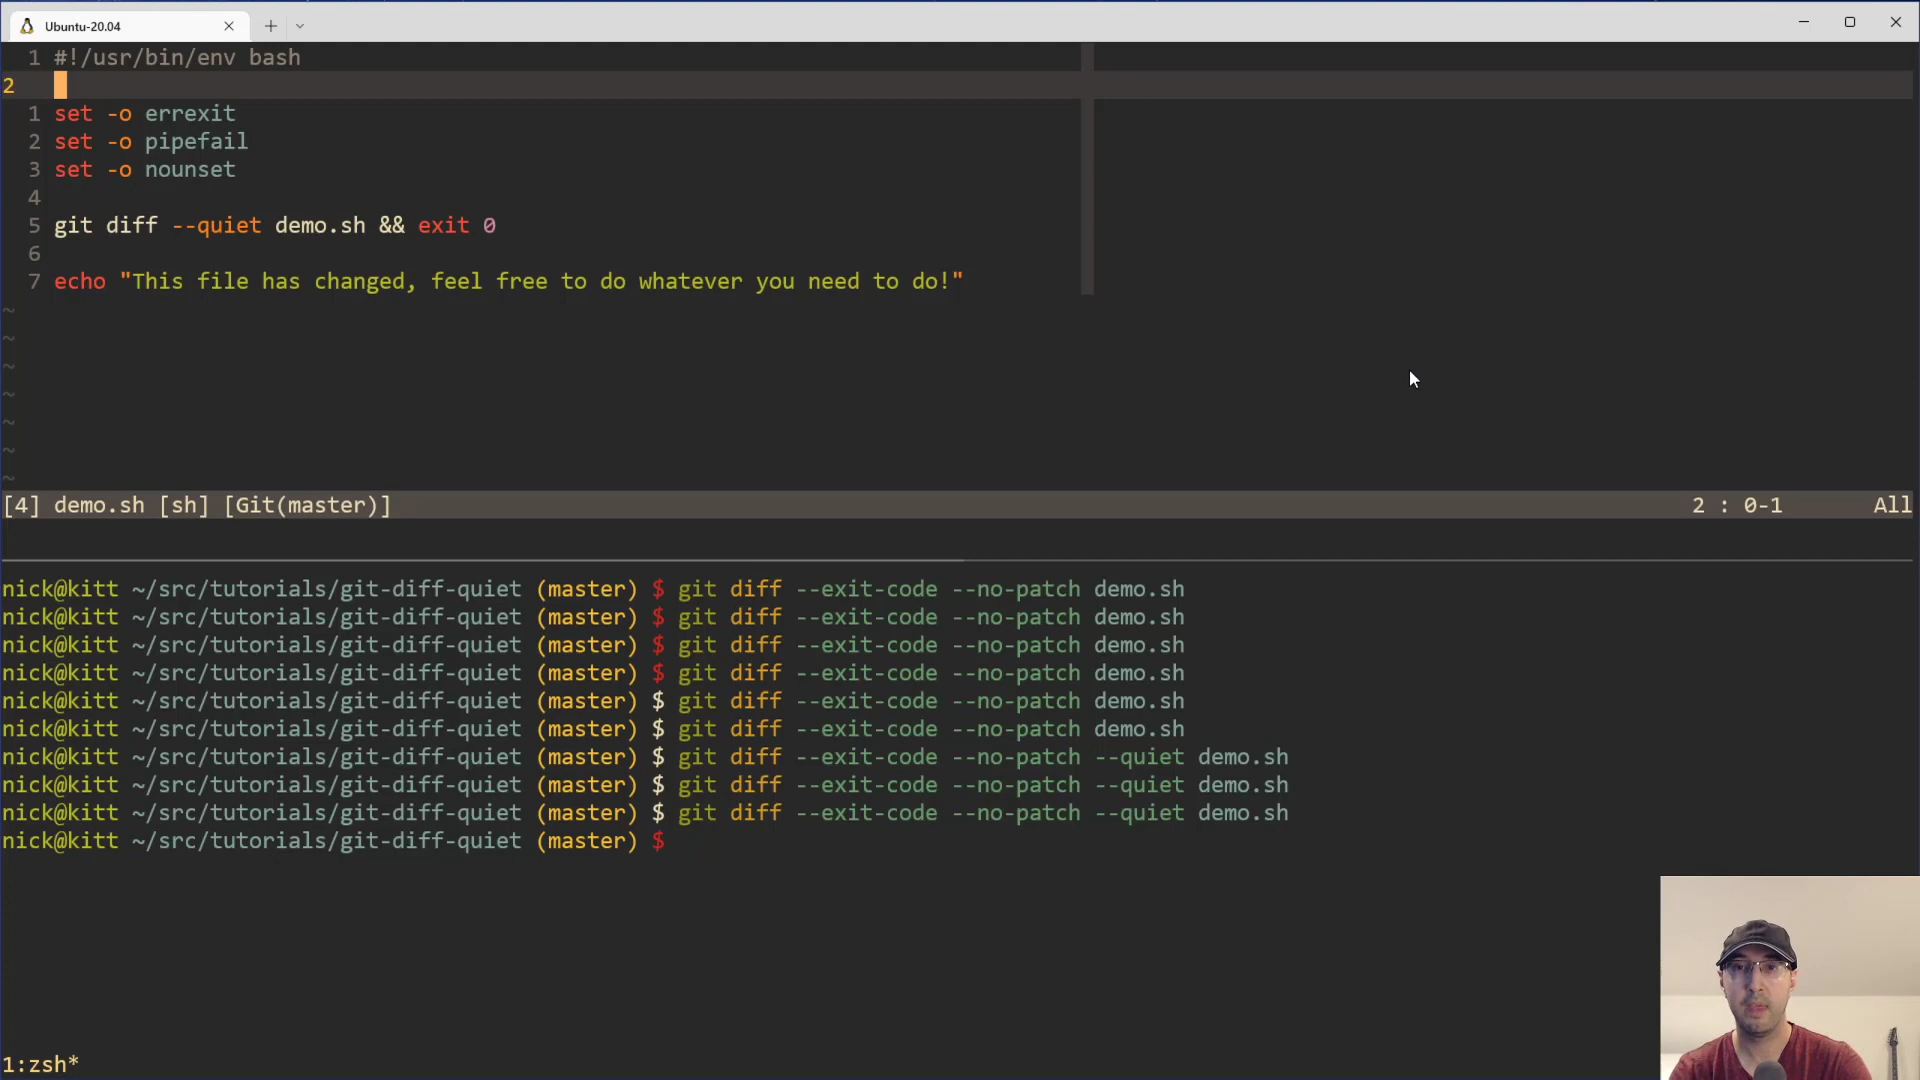 Ubuntu-20.04
1 #!/usr/bin/env bash
2
1 set -o errexit
2 set -o pipefail
3 set -o nounset
4
5 git diff --quiet demo.sh && exit 0
6
7 echo "This file has changed, feel free to do whatever you need to do!"
~
~
~
~
~
~
~
[4] demo.sh [sh] [Git(master)] 2 : 0-1 All
nick@kitt ~/src/tutorials/git-diff-quiet (master) $ git diff --exit-code --no-patch demo.sh
nick@kitt ~/src/tutorials/git-diff-quiet (master) $ git diff --exit-code --no-patch demo.sh
nick@kitt ~/src/tutorials/git-diff-quiet (master) $ git diff --exit-code --no-patch demo.sh
nick@kitt ~/src/tutorials/git-diff-quiet (master) $ git diff --exit-code --no-patch demo.sh
nick@kitt ~/src/tutorials/git-diff-quiet (master) $ git diff --exit-code --no-patch demo.sh
nick@kitt ~/src/tutorials/git-diff-quiet (master) $ git diff --exit-code --no-patch demo.sh
nick@kitt ~/src/tutorials/git-diff-quiet (master) $ git diff --exit-code --no-patch --quiet demo.sh
nick@kitt ~/src/tutorials/git-diff-quiet (master) $ git diff --exit-code --no-patch --quiet demo.sh
nick@kitt ~/src/tutorials/git-diff-quiet (master) $ git diff --exit-code --no-patch --quiet demo.sh
nick@kitt ~/src/tutorials/git-diff-quiet (master) $
1:zsh*